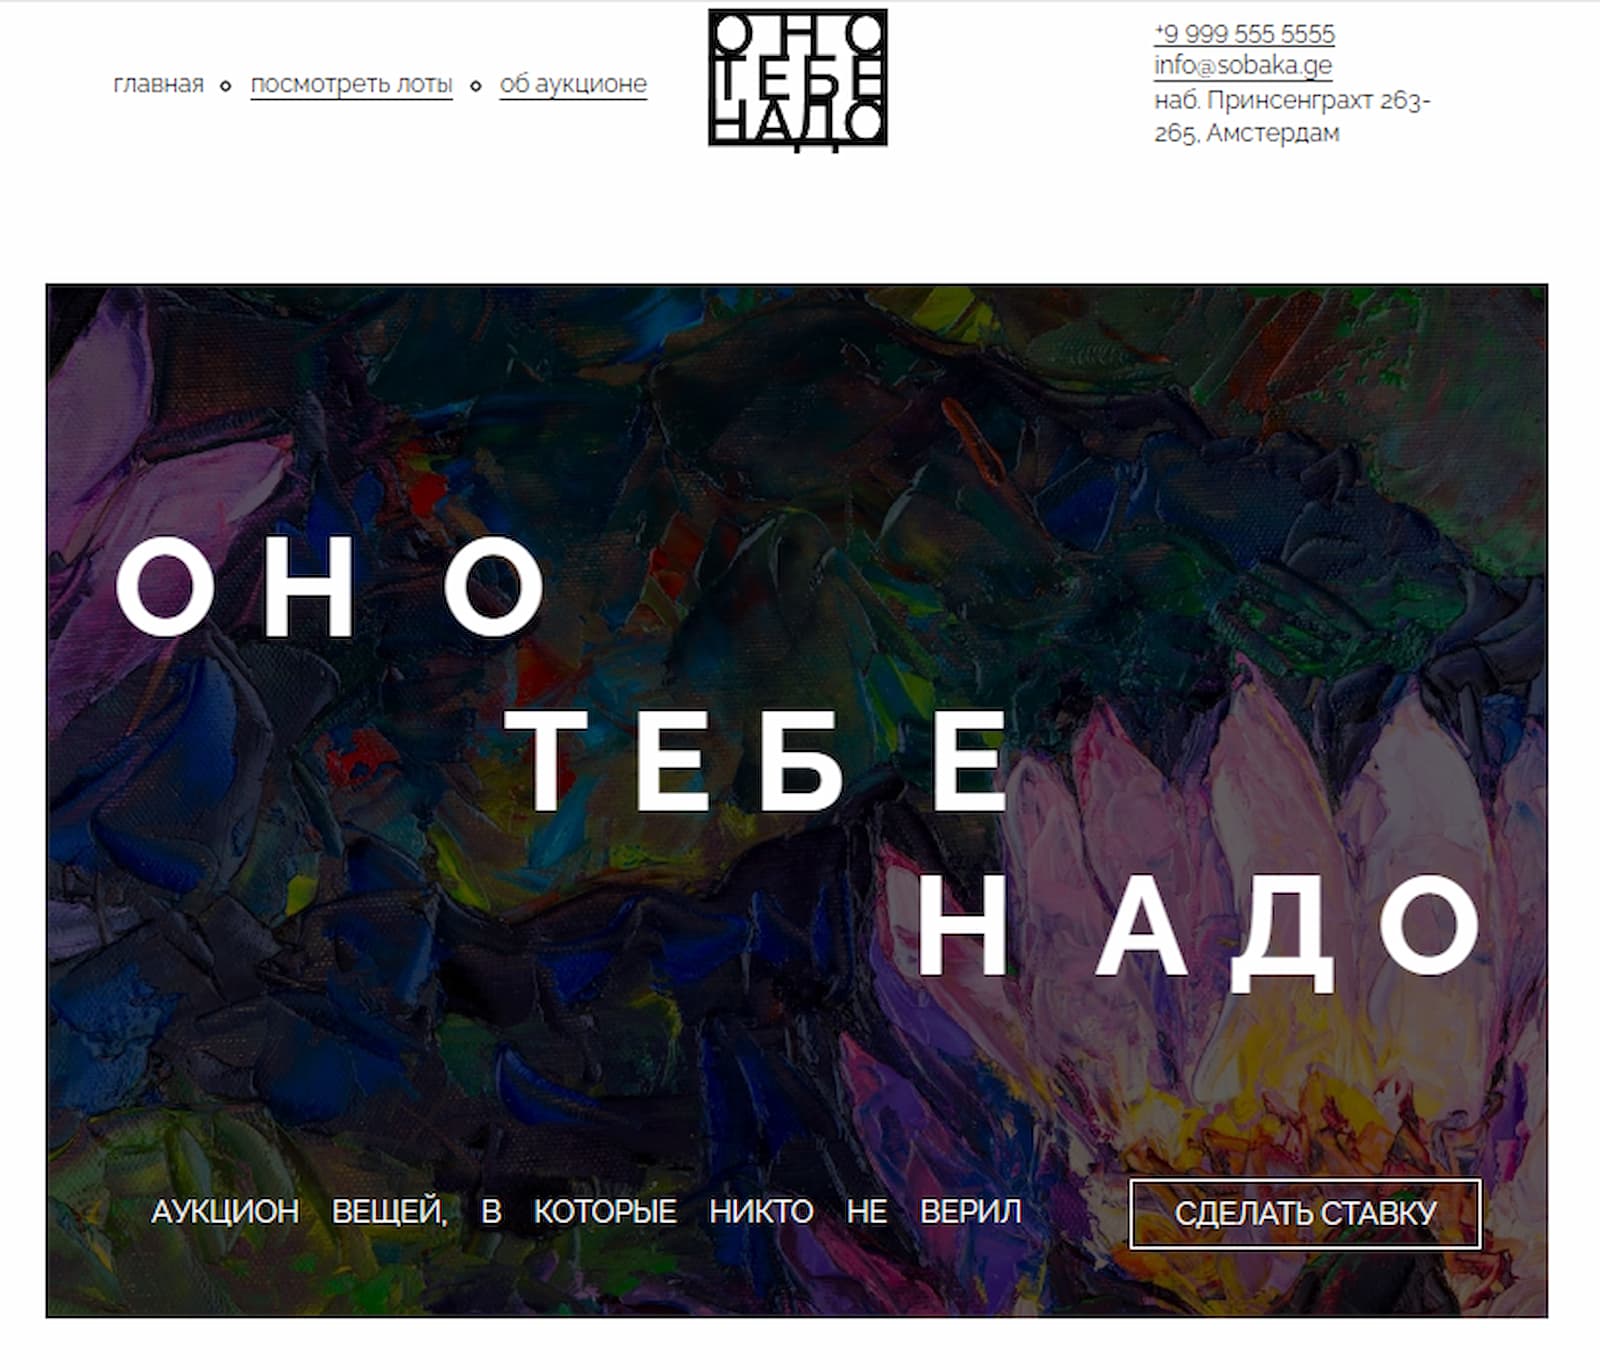 главная
посмотреть лоты
об аукционе
ОНО
ТЕБЕ
НАДО
+9 999 555 5555
info@sobaka.ge
наб. Принсенграхт 263-
265, Амстердам
ОНО
ТЕБЕ
НАДО
АУКЦИОН ВЕЩЕЙ, В КОТОРЫЕ НИКТО НЕ ВЕРИЛ
СДЕЛАТЬ СТАВКУ